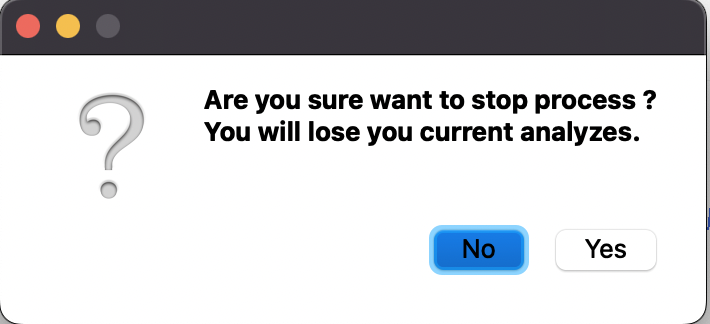 Are you sure want to stop process ?
You will lose you current analyzes.
No
Yes